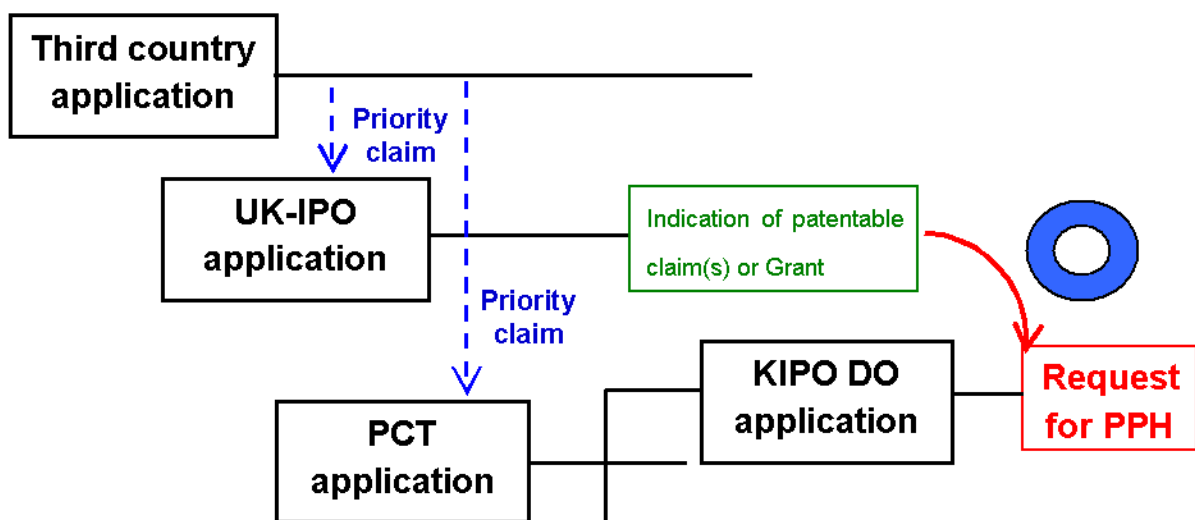 Third country
application
Priority
claim
UK-IPO
application
Indication of patentable
claim(s) or Grant
Priority
claim
KIPO DO
application
Request
for PPH
PCT
application